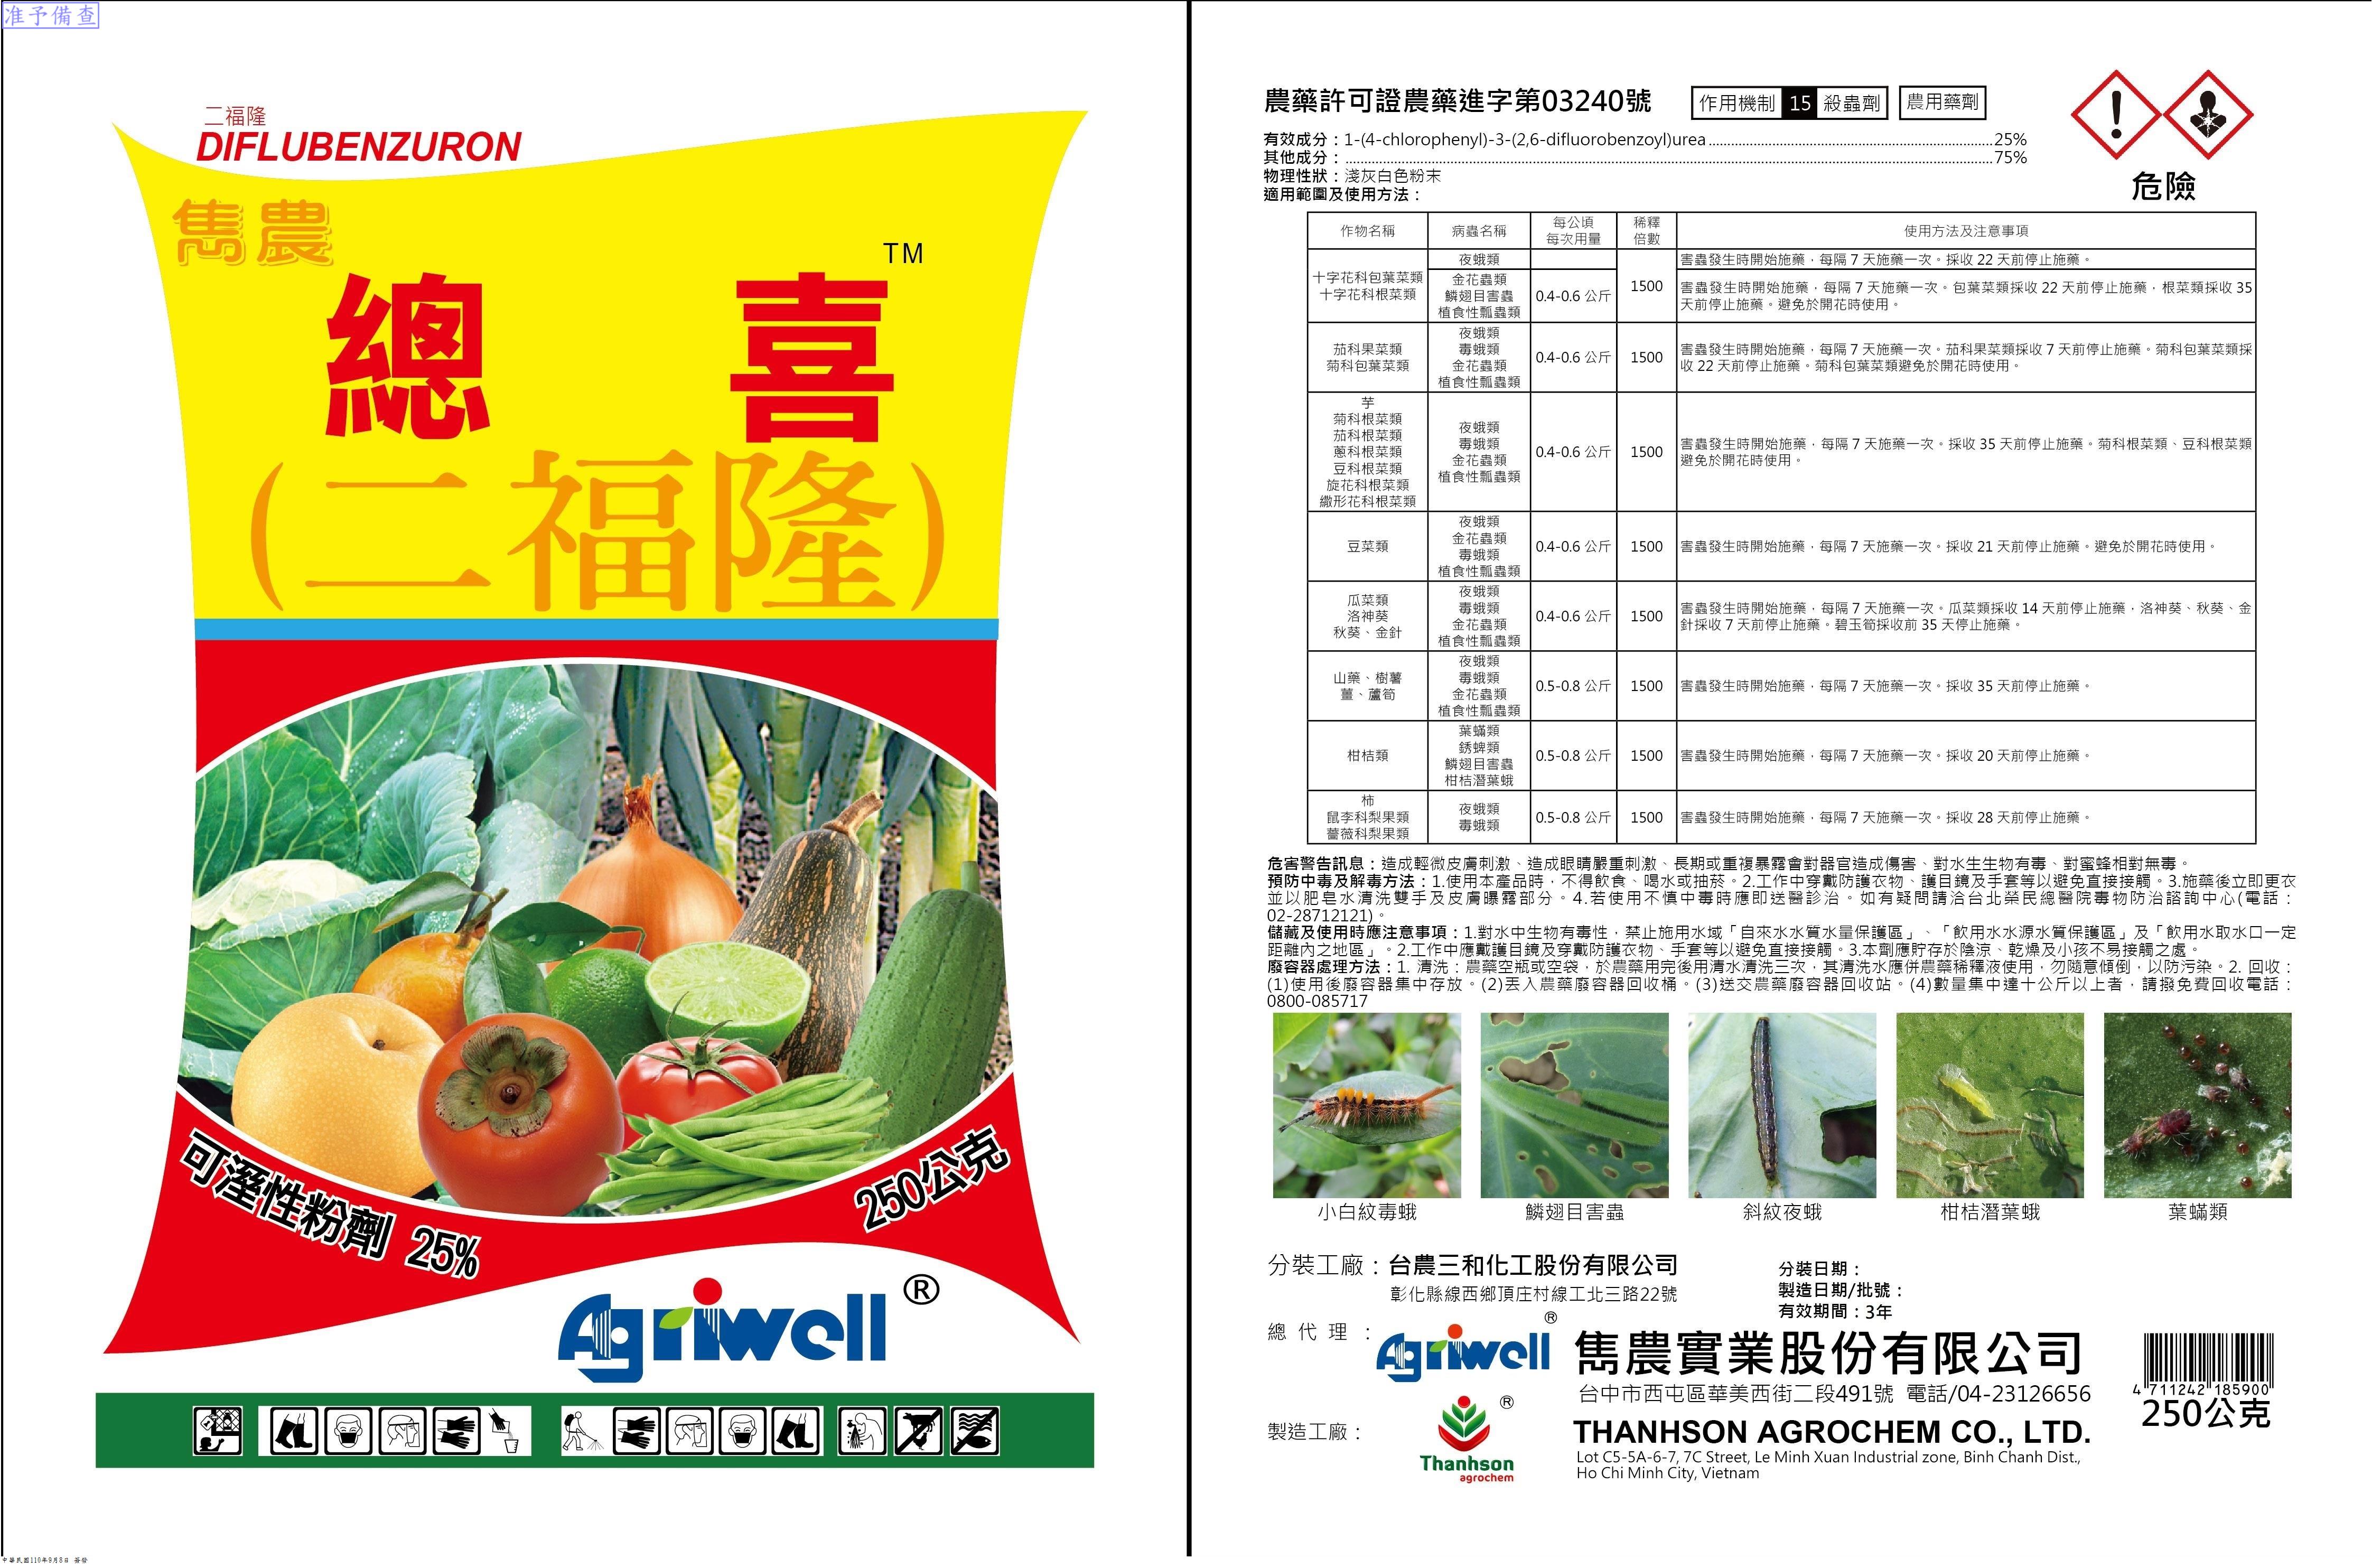 准予備查
二福隆
DIFLUBENZURON
雋農
TM
總 喜
(二福隆)
可溼性粉劑 25%
250公克
Agriwell ®
農藥許可證農藥進字第03240號
作用機制 15 殺蟲劑
農用藥劑
有效成分：1-(4-chlorophenyl)-3-(2,6-difluorobenzoyl)urea 25%
其他成分： 75%
物理性狀：淺灰白色粉末
適用範圍及使用方法：
危險
作物名稱 病蟲名稱 每公頃每次用量 稀釋倍數 使用方法及注意事項
十字花科包葉菜類
十字花科根菜類
夜蛾類
1500
害蟲發生時開始施藥，每隔 7 天施藥一次。採收 22 天前停止施藥。
金花蟲類
鱗翅目害蟲
植食性瓢蟲類
0.4-0.6 公斤
害蟲發生時開始施藥，每隔 7 天施藥一次。包葉菜類採收 22 天前停止施藥，根菜類採收 35
天前停止施藥。避免於開花時使用。
茄科果菜類
菊科包葉菜類
夜蛾類
毒蛾類
金花蟲類
植食性瓢蟲類
0.4-0.6 公斤
1500
害蟲發生時開始施藥，每隔 7 天施藥一次。茄科果菜類採收 7 天前停止施藥。菊科包葉菜類採
收 22 天前停止施藥。菊科包葉菜類避免於開花時使用。
芋
菊科根菜類
茄科根菜類
蔥科根菜類
豆科根菜類
旋花科根菜類
繖形花科根菜類
夜蛾類
毒蛾類
金花蟲類
植食性瓢蟲類
0.4-0.6 公斤
1500
害蟲發生時開始施藥，每隔 7 天施藥一次。採收 35 天前停止施藥。菊科根菜類、豆科根菜類
避免於開花時使用。
豆菜類
夜蛾類
金花蟲類
毒蛾類
植食性瓢蟲類
0.4-0.6 公斤
1500
害蟲發生時開始施藥，每隔 7 天施藥一次。採收 21 天前停止施藥。避免於開花時使用。
瓜菜類
洛神葵
秋葵、金針
夜蛾類
毒蛾類
金花蟲類
植食性瓢蟲類
0.4-0.6 公斤
1500
害蟲發生時開始施藥，每隔 7 天施藥一次。瓜菜類採收 14 天前停止施藥，洛神葵、秋葵、金
針採收 7 天前停止施藥。碧玉筍採收前 35 天停止施藥。
山藥、樹薯
薑、蘆筍
夜蛾類
毒蛾類
金花蟲類
植食性瓢蟲類
0.5-0.8 公斤
1500
害蟲發生時開始施藥，每隔 7 天施藥一次。採收 35 天前停止施藥。
柑桔類
葉蟎類
銹蜱類
鱗翅目害蟲
柑桔潛葉蛾
0.5-0.8 公斤
1500
害蟲發生時開始施藥，每隔 7 天施藥一次。採收 20 天前停止施藥。
柿
鼠李科梨果類
薔薇科梨果類
夜蛾類
毒蛾類
0.5-0.8 公斤
1500
害蟲發生時開始施藥，每隔 7 天施藥一次。採收 28 天前停止施藥。
危害警告訊息：造成輕微皮膚刺激、造成眼睛嚴重刺激、長期或重複暴露會對器官造成傷害、對水生生物有毒、對蜜蜂相對無毒。
預防中毒及解毒方法：1.使用本產品時，不得飲食、喝水或抽菸。2.工作中穿戴防護衣物、護目鏡及手套等以避免直接接觸。3.施藥後立即更衣
並以肥皂水清洗雙手及皮膚曝露部分。4.若使用不慎中毒時應即送醫診治。如有疑問請洽台北榮民總醫院毒物防治諮詢中心(電話：
02-28712121)。
儲藏及使用時應注意事項：1.對水中生物有毒性，禁止施用水域「自來水水質水量保護區」、「飲用水水源水質保護區」及「飲用水取水口一定
距離內之地區」。2.工作中應戴護目鏡及穿戴防護衣物、手套等以避免直接接觸。3.本劑應貯存於陰涼、乾燥及小孩不易接觸之處。
廢容器處理方法：1. 清洗：農藥空瓶或空袋，於農藥用完後用清水清洗三次，其清洗水應併農藥稀釋液使用，勿隨意傾倒，以防污染。2. 回收：
(1)使用後廢容器集中存放。(2)丟入農藥廢容器回收桶。(3)送交農藥廢容器回收站。(4)數量集中達十公斤以上者，請撥免費回收電話：
0800-085717
小白紋毒蛾 鱗翅目害蟲 斜紋夜蛾 柑桔潛葉蛾 葉蟎類
分裝工廠：台農三和化工股份有限公司
彰化縣線西鄉頂庄村線工北三路22號
分裝日期：
製造日期/批號：
有效期間：3年
總代理：
Agriwell ®
雋農實業股份有限公司
台中市西屯區華美西街二段491號 電話/04-23126656
4 711242 185900
250公克
製造工廠：
Thanhson ®
agrochem
THANHSON AGROCHEM CO., LTD.
Lot C5-5A-6-7, 7C Street, Le Minh Xuan Industrial zone, Binh Chanh Dist.,
Ho Chi Minh City, Vietnam
中華民國110年9月8日 簽發